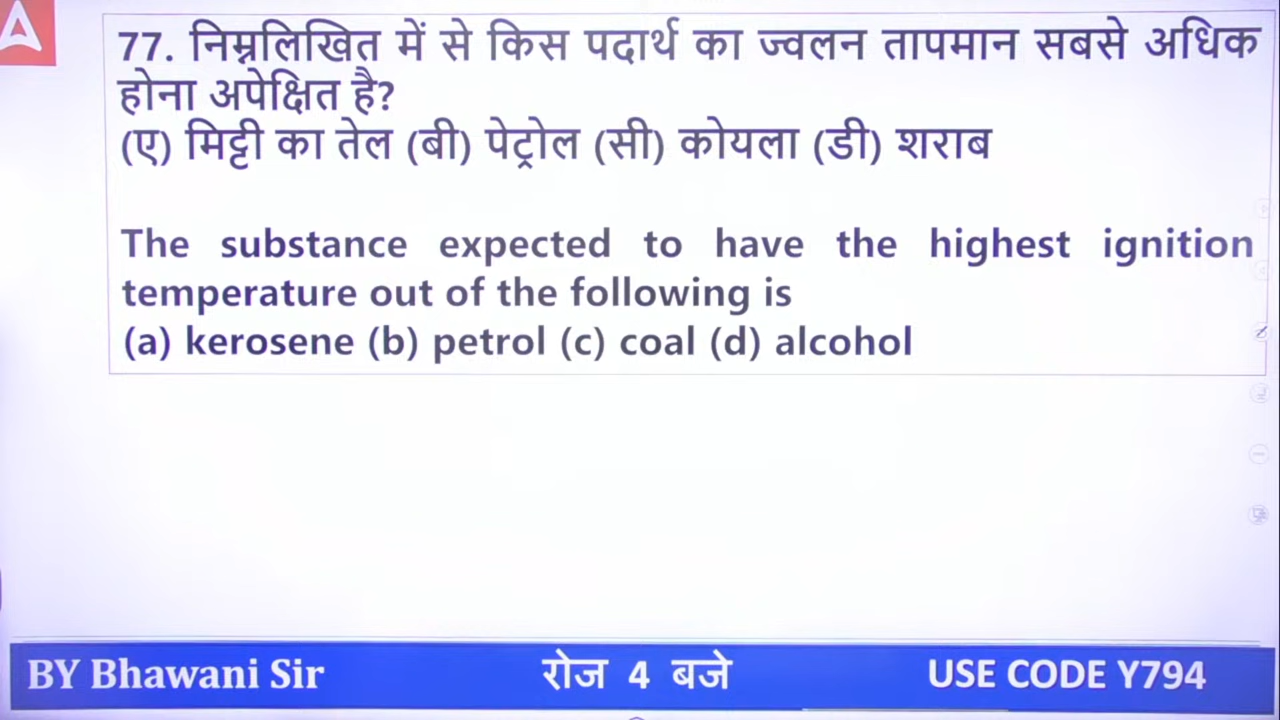 77. निम्नलिखित में से किस पदार्थ का ज्वलन तापमान सबसे अधिक
होना अपेक्षित है?
(ए) मिट्टी का तेल (बी) पेट्रोल (सी) कोयला (डी) शराब
The substance expected to have the highest ignition
temperature out of the following is
(a) kerosene (b) petrol (c) coal (d) alcohol
BY Bhawani Sir रोज 4 बजे USE CODE Y794